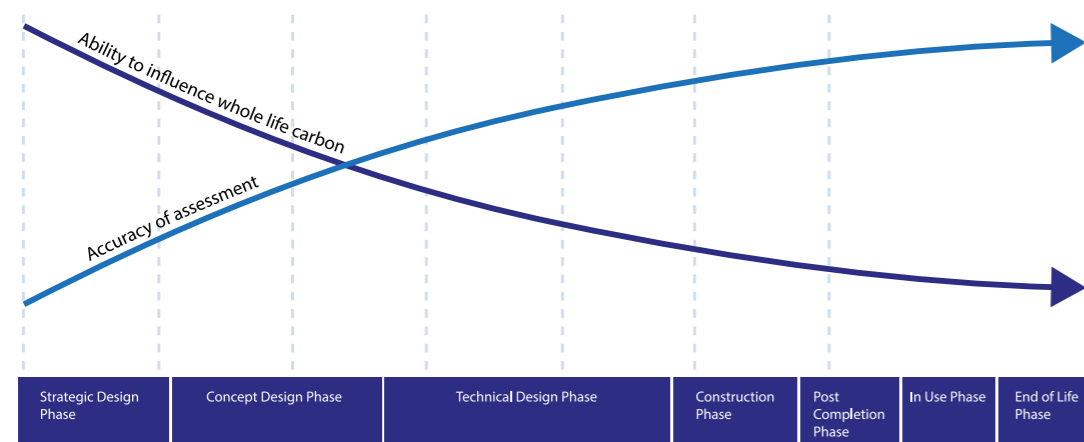 Ability to influence whole life carbon
Accuracy of assessment
Strategic Design
Phase
Concept Design Phase
Technical Design Phase
Construction
Phase
Post
Completion
Phase
In Use Phase
End of Life
Phase